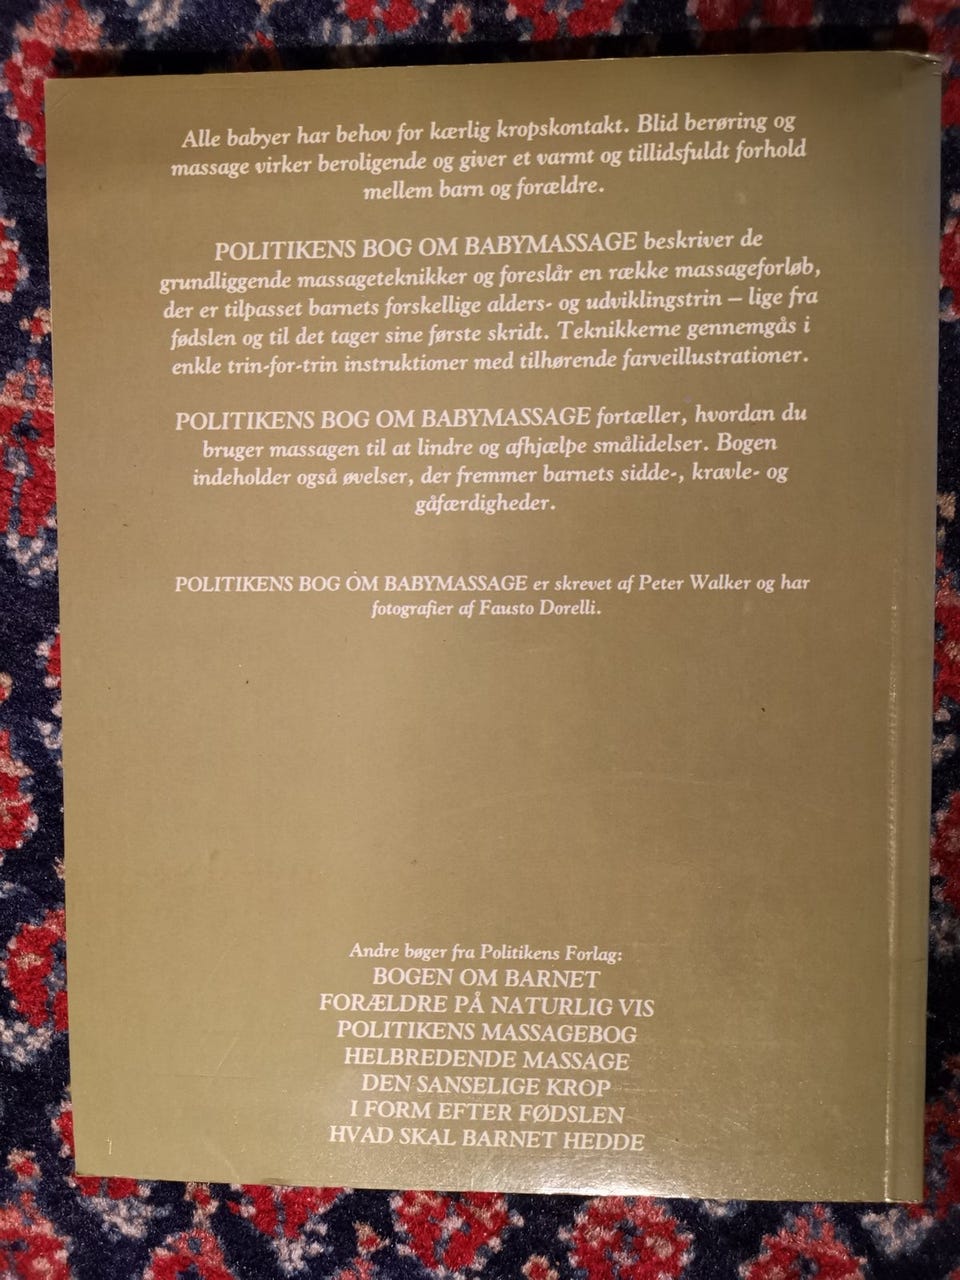 Alle babyer har behov for kærlig kropskontakt. Blid berøring og
massage virker beroligende og giver et varmt og tillidsfuldt forhold
mellem barn og forældre.
POLITIKENS BOG OM BABYMASSAGE beskriver de
grundliggende massageteknikker og foreslår en række massageforløb,
der er tilpasset barnets forskellige alders- og udviklingstrin – lige fra
fødslen og til det tager sine første skridt. Teknikkerne gennemgås i
enkle trin-for-trin instruktioner med tilhørende farveillustrationer.
POLITIKENS BOG OM BABYMASSAGE fortæller, hvordan du
bruger massagen til at lindre og afhjælpe smålidelser. Bogen
indeholder også øvelser, der fremmer barnets sidde-, kravle- og
gåfærdigheder.
POLITIKENS BOG OM BABYMASSAGE er skrevet af Peter Walker og har
fotografier af Fausto Dorelli.
Andre bøger fra Politikens Forlag:
BOGEN OM BARNET
FORÆLDRE PÅ NATURLIG VIS
POLITIKENS MASSAGEBOG
HELBREDENDE MASSAGE
DEN SANSELIGE KROP
I FORM EFTER FØDSLEN
HVAD SKAL BARNET HEDDE